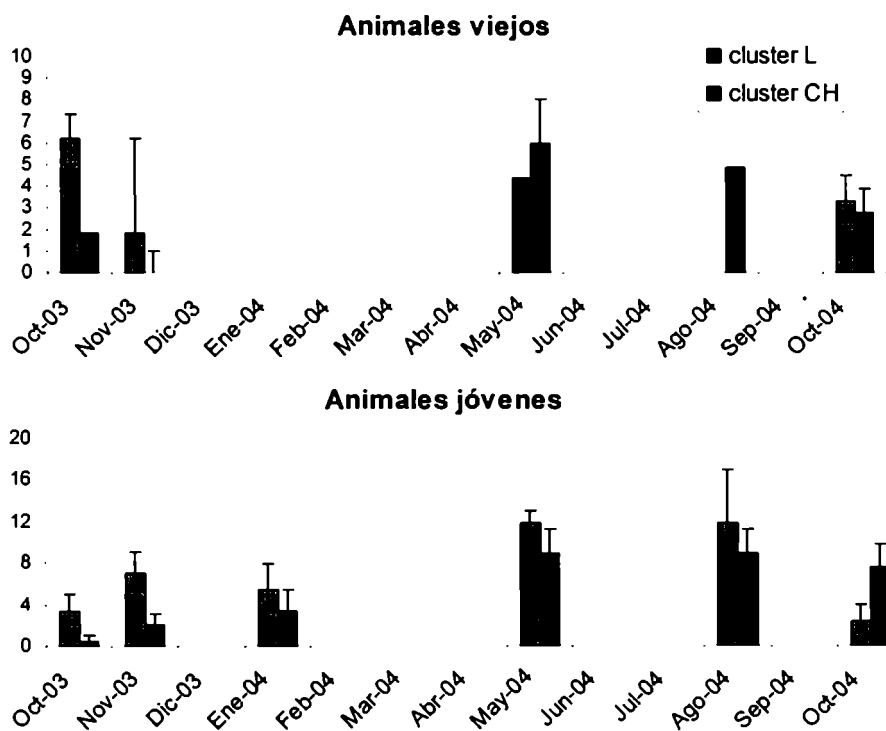 Animales viejos
cluster L
cluster CH
10
9
8
7
6
5
4
3
2
1
0
Oct-03
Nov-03
Dic-03
Ene-04
Feb-04
Mar-04
Abr-04
May-04
Jun-04
Jul-04
Ago-04
Sep-04
Oct-04
Animales jóvenes
20
16
12
8
4
0
Oct-03
Nov-03
Dic-03
Ene-04
Feb-04
Mar-04
Abr-04
May-04
Jun-04
Jul-04
Ago-04
Sep-04
Oct-04